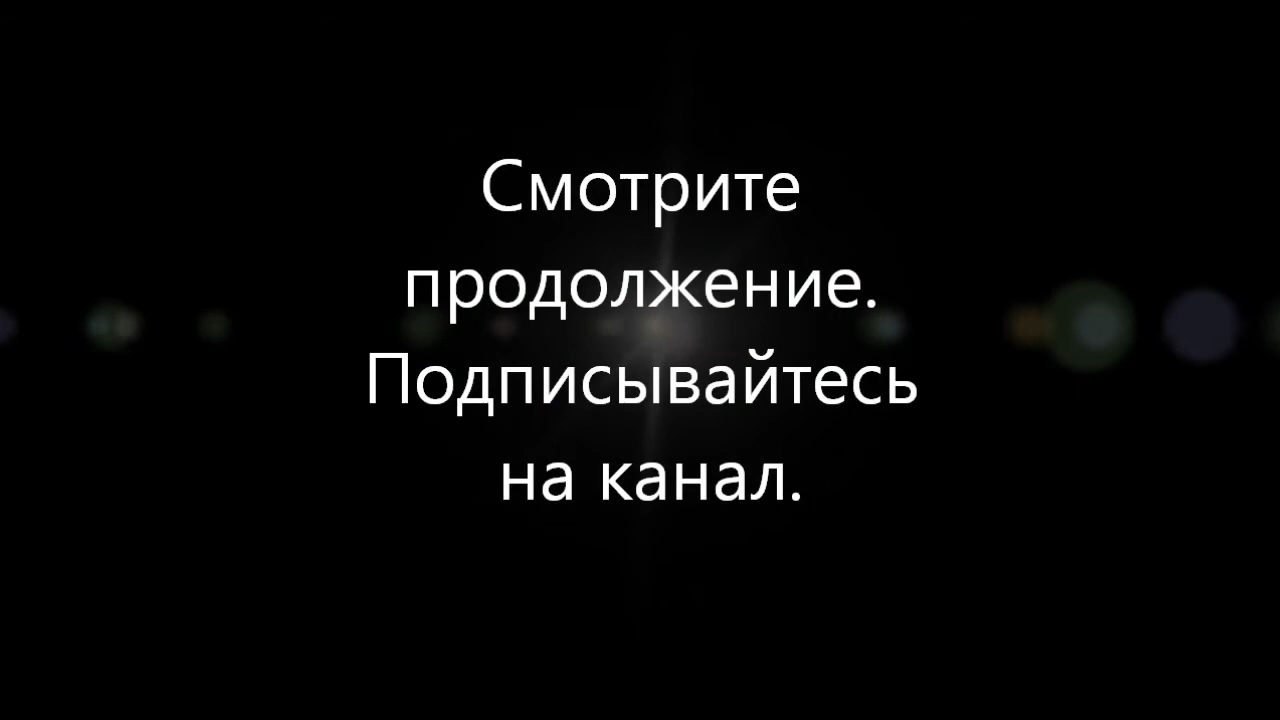 Смотрите
продолжение.
Подписывайтесь
на канал.